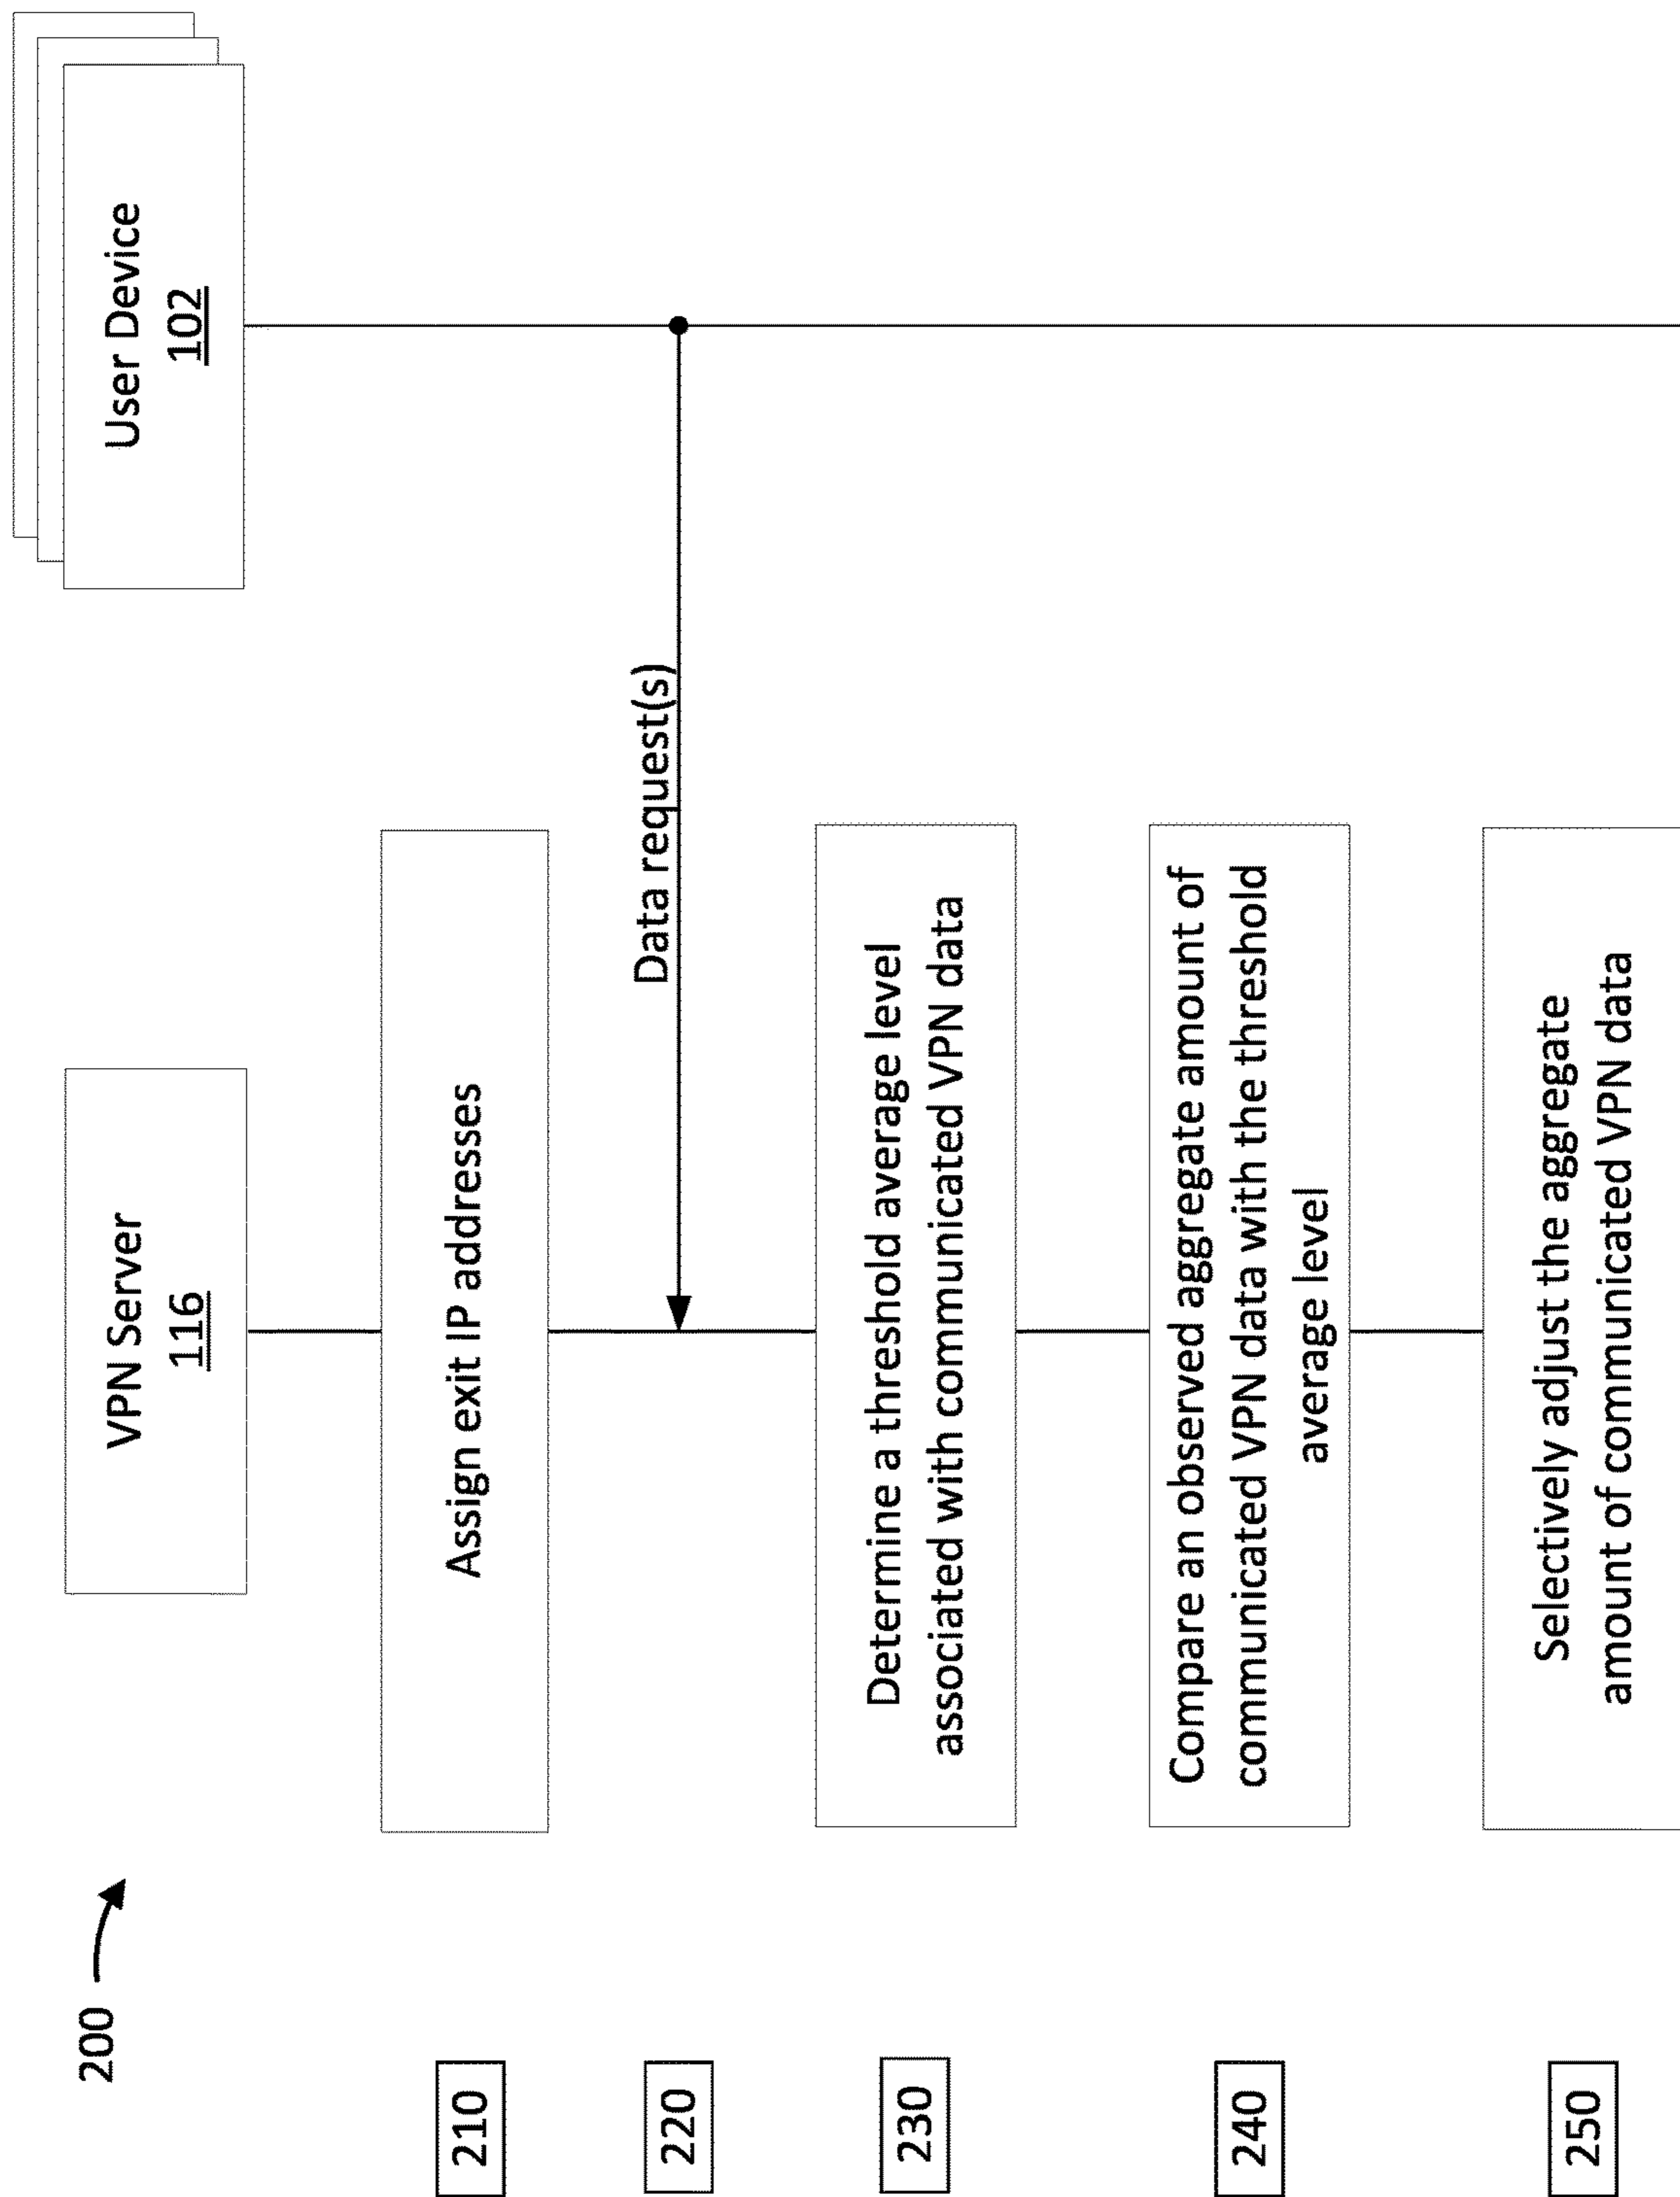 200
VPN Server
116
User Device
102
210
Assign exit IP addresses
220
Data request(s)
230
Determine a threshold average level
associated with communicated VPN data
240
Compare an observed aggregate amount of
communicated VPN data with the threshold
average level
250
Selectively adjust the aggregate
amount of communicated VPN data